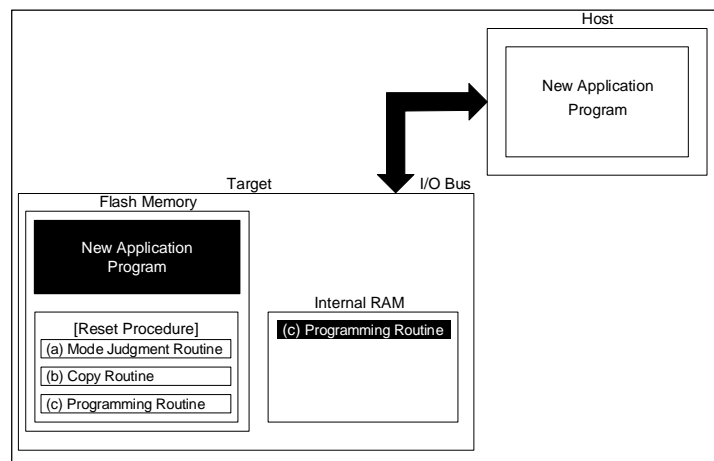 Host
New Application
Program
Target
I/O Bus
Flash Memory
New Application
Program
[Reset Procedure]
(a) Mode Judgment Routine
(b) Copy Routine
(c) Programming Routine
Internal RAM
(c) Programming Routine